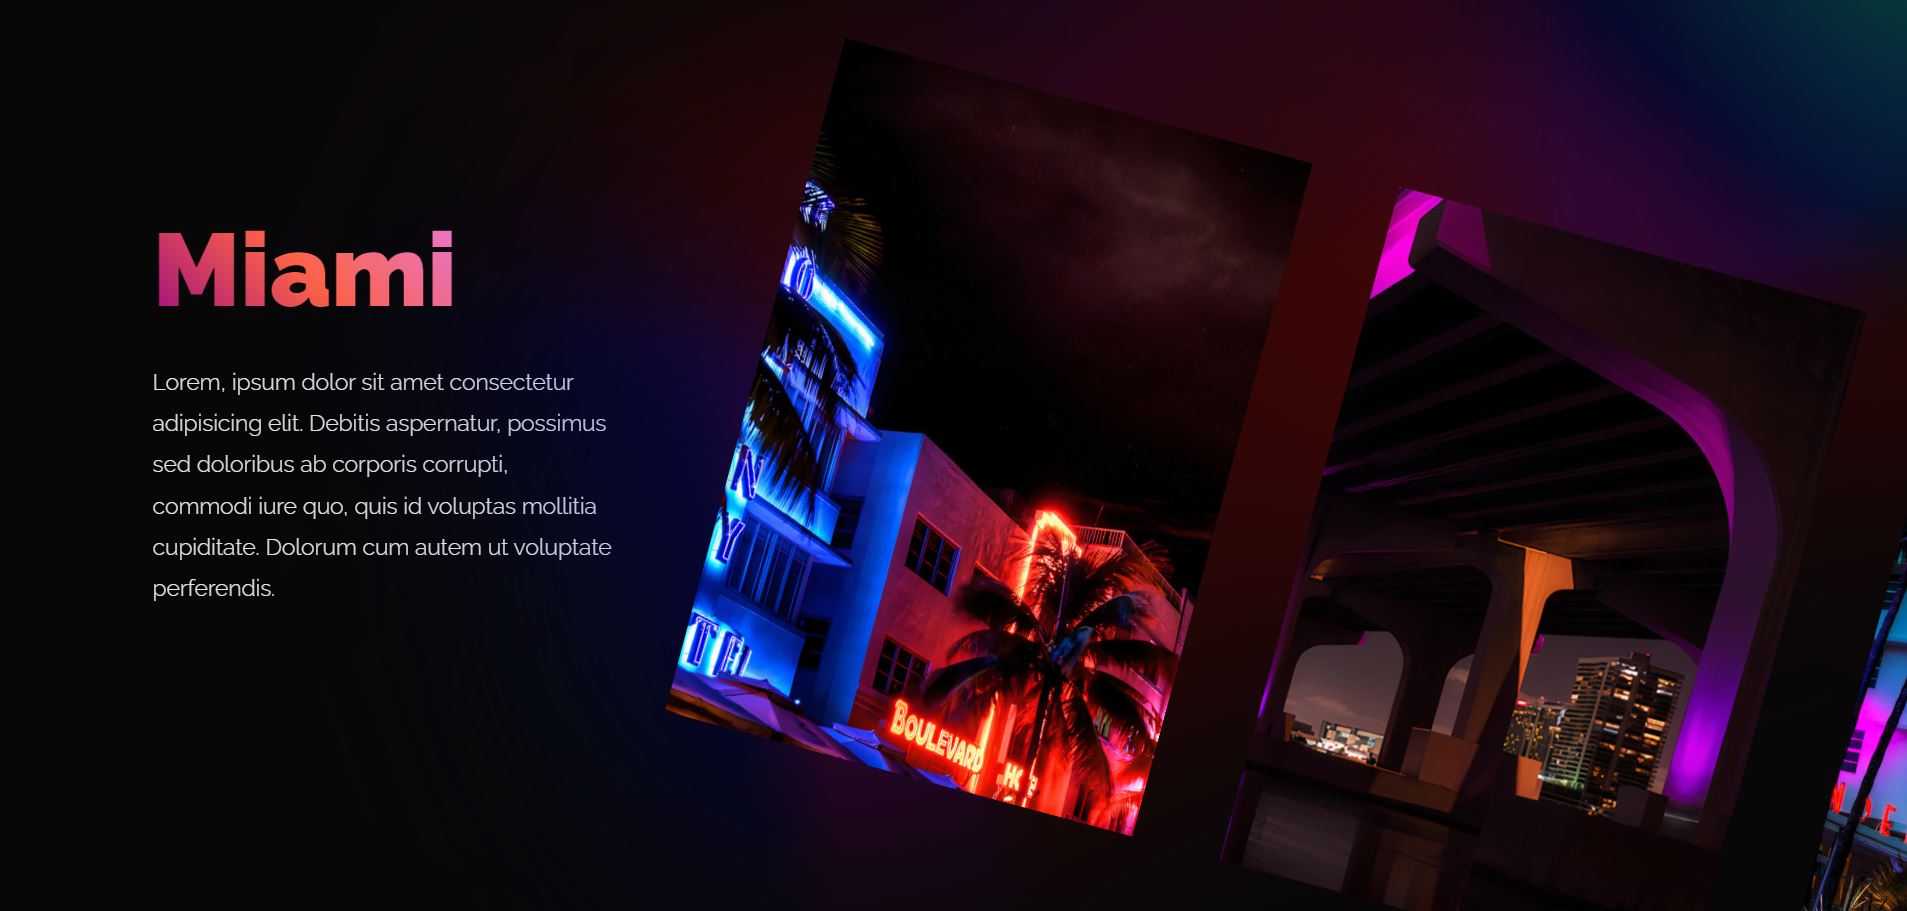 Miami
Lorem, ipsum dolor sit amet consectetur
adipisicing elit. Debitis aspernatur, possimus
sed doloribus ab corporis corrupti,
commodi iure quo, quis id voluptas mollitia
cupiditate. Dolorum cum autem ut voluptate
perferendis.
BOULEVARD